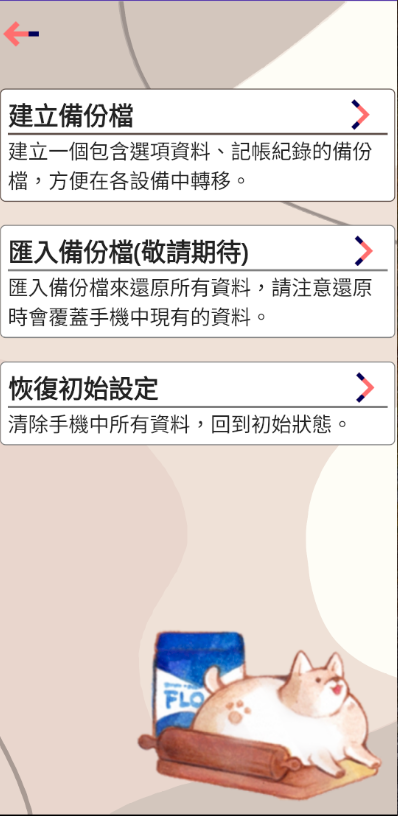 建立備份檔
建立一個包含選項資料、記帳紀錄的備份
檔，方便在各設備中轉移。
匯入備份檔(敬請期待)
匯入備份檔來還原所有資料，請注意還原
時會覆蓋手機中現有的資料。
恢復初始設定
清除手機中所有資料，回到初始狀態。
FLO